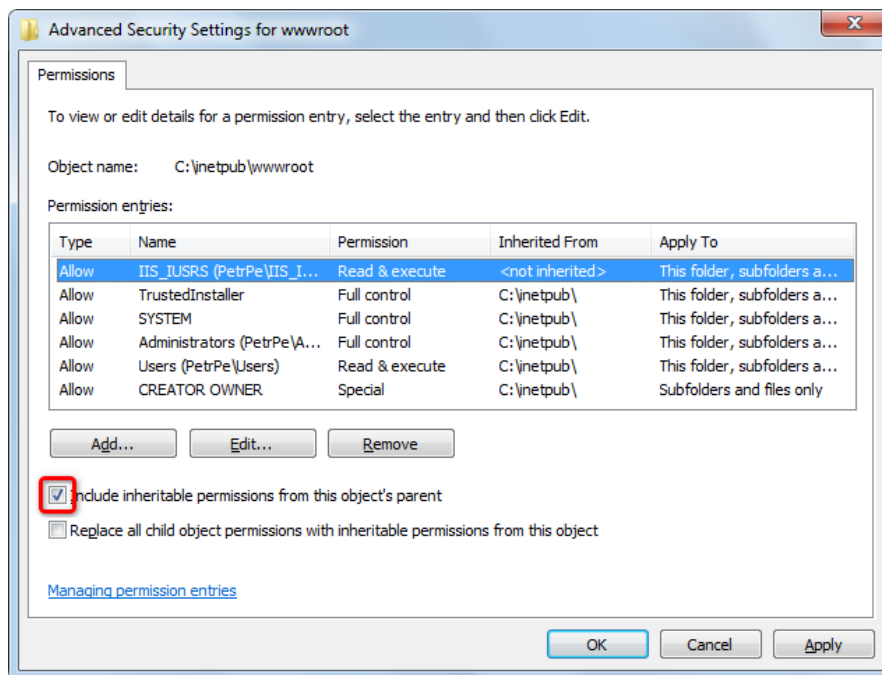 Advanced Security Settings for wwwroot
Permissions
To view or edit details for a permission entry, select the entry and then click Edit.
Object name: C:\inetpub\wwwroot
Permission entries:
Type Name Permission Inherited From Apply To
Allow IIS_IUSRS (PetrPe\IIS_I... Read & execute <not inherited> This folder, subfolders a...
Allow TrustedInstaller Full control C:\inetpub\ This folder, subfolders a...
Allow SYSTEM Full control C:\inetpub\ This folder, subfolders a...
Allow Administrators (PetrPe\A... Full control C:\inetpub\ This folder, subfolders a...
Allow Users (PetrPe\Users) Read & execute C:\inetpub\ This folder, subfolders a...
Allow CREATOR OWNER Special C:\inetpub\ Subfolders and files only
Add... Edit... Remove
Include inheritable permissions from this object's parent
Replace all child object permissions with inheritable permissions from this object
Managing permission entries
OK Cancel Apply